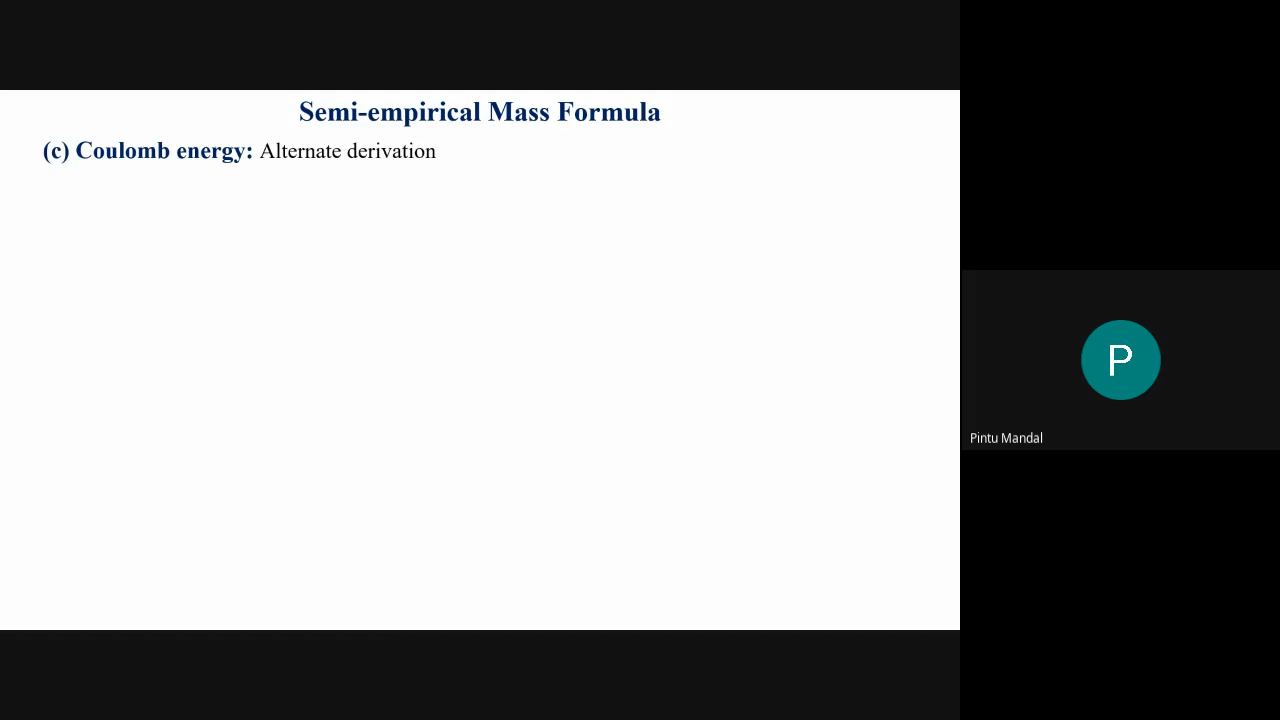 Semi-empirical Mass Formula
(c) Coulomb energy: Alternate derivation
P
Pintu Mandal